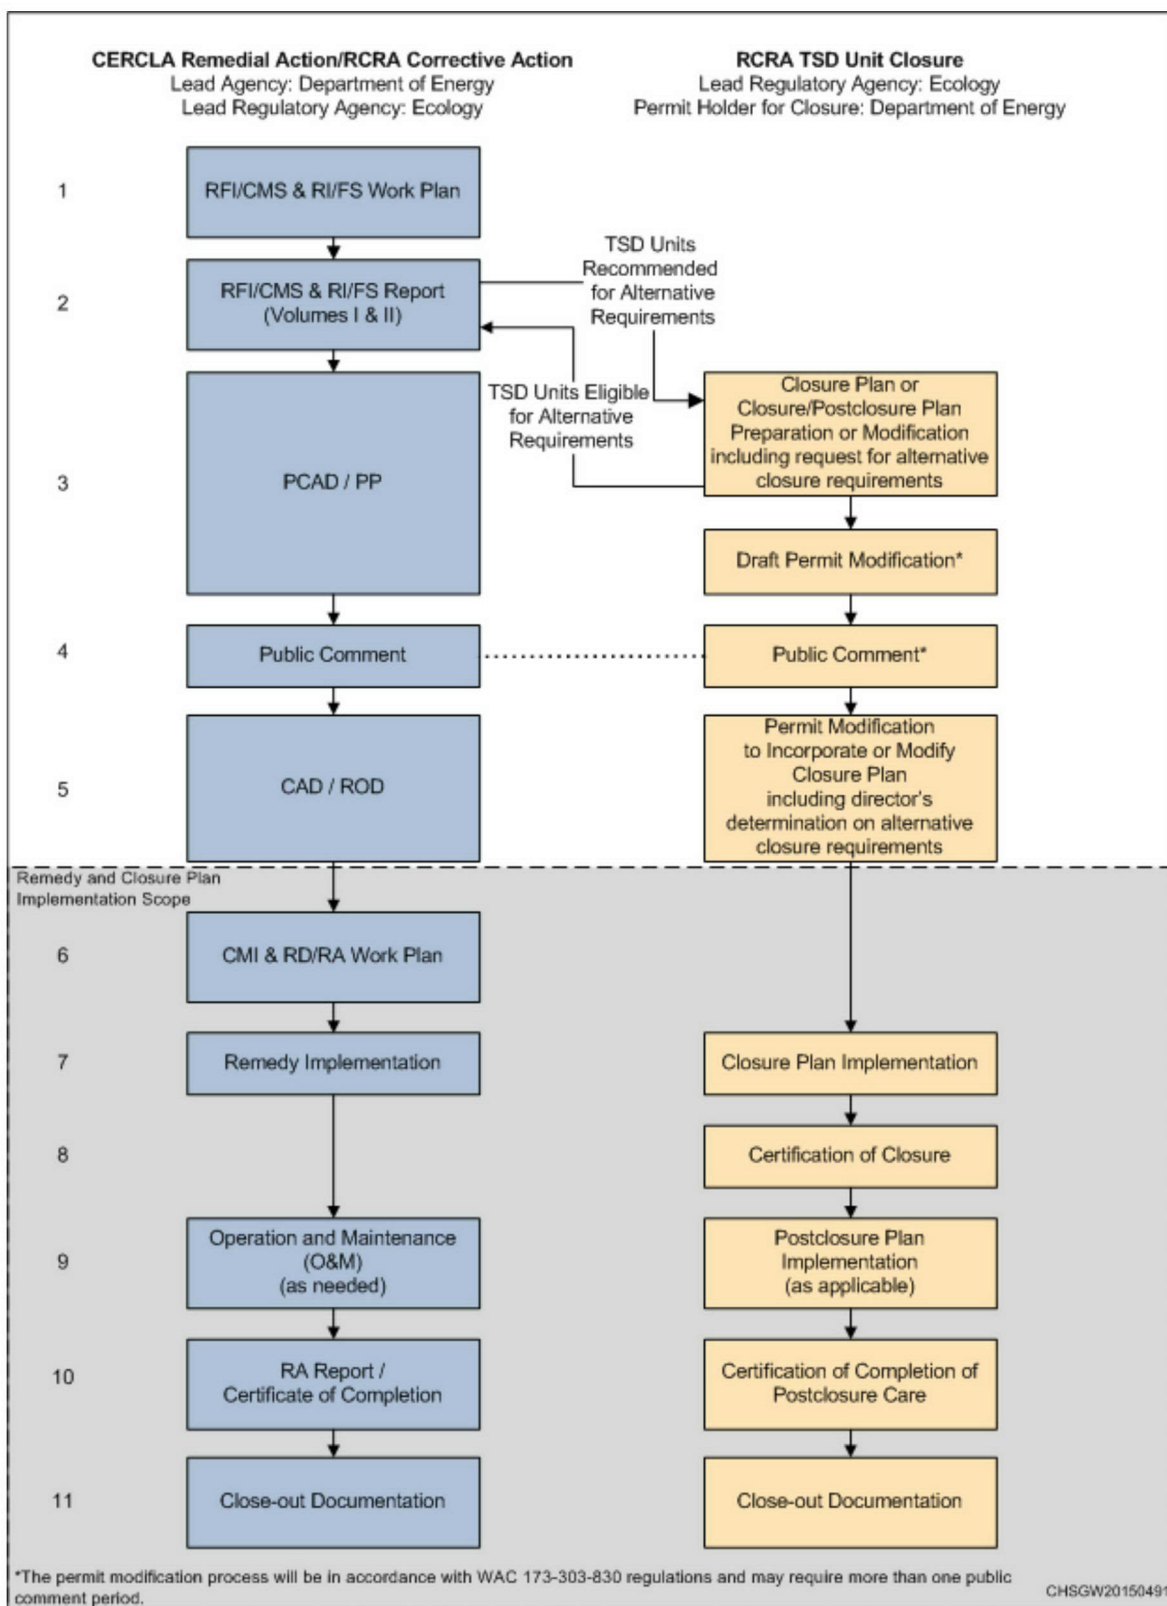 CERCLA Remedial Action/RCRA Corrective Action
Lead Agency: Department of Energy
Lead Regulatory Agency: Ecology
RCRA TSD Unit Closure
Lead Regulatory Agency: Ecology
Permit Holder for Closure: Department of Energy
1
RFI/CMS & RI/FS Work Plan
2
RFI/CMS & RI/FS Report
(Volumes I & II)
TSD Units
Recommended
for Alternative
Requirements
TSD Units Eligible
for Alternative
Requirements
3
PCAD / PP
Closure Plan or
Closure/Postclosure Plan
Preparation or Modification
including request for alternative
closure requirements
Draft Permit Modification*
4
Public Comment
Public Comment*
5
CAD / ROD
Permit Modification
to Incorporate or Modify
Closure Plan
including director's
determination on alternative
closure requirements
Remedy and Closure Plan
Implementation Scope
6
CMI & RD/RA Work Plan
7
Remedy Implementation
Closure Plan Implementation
8
Certification of Closure
9
Operation and Maintenance
(O&M)
(as needed)
Postclosure Plan
Implementation
(as applicable)
10
RA Report /
Certificate of Completion
Certification of Completion of
Postclosure Care
11
Close-out Documentation
Close-out Documentation
*The permit modification process will be in accordance with WAC 173-303-830 regulations and may require more than one public
comment period.
CHSGW20150491